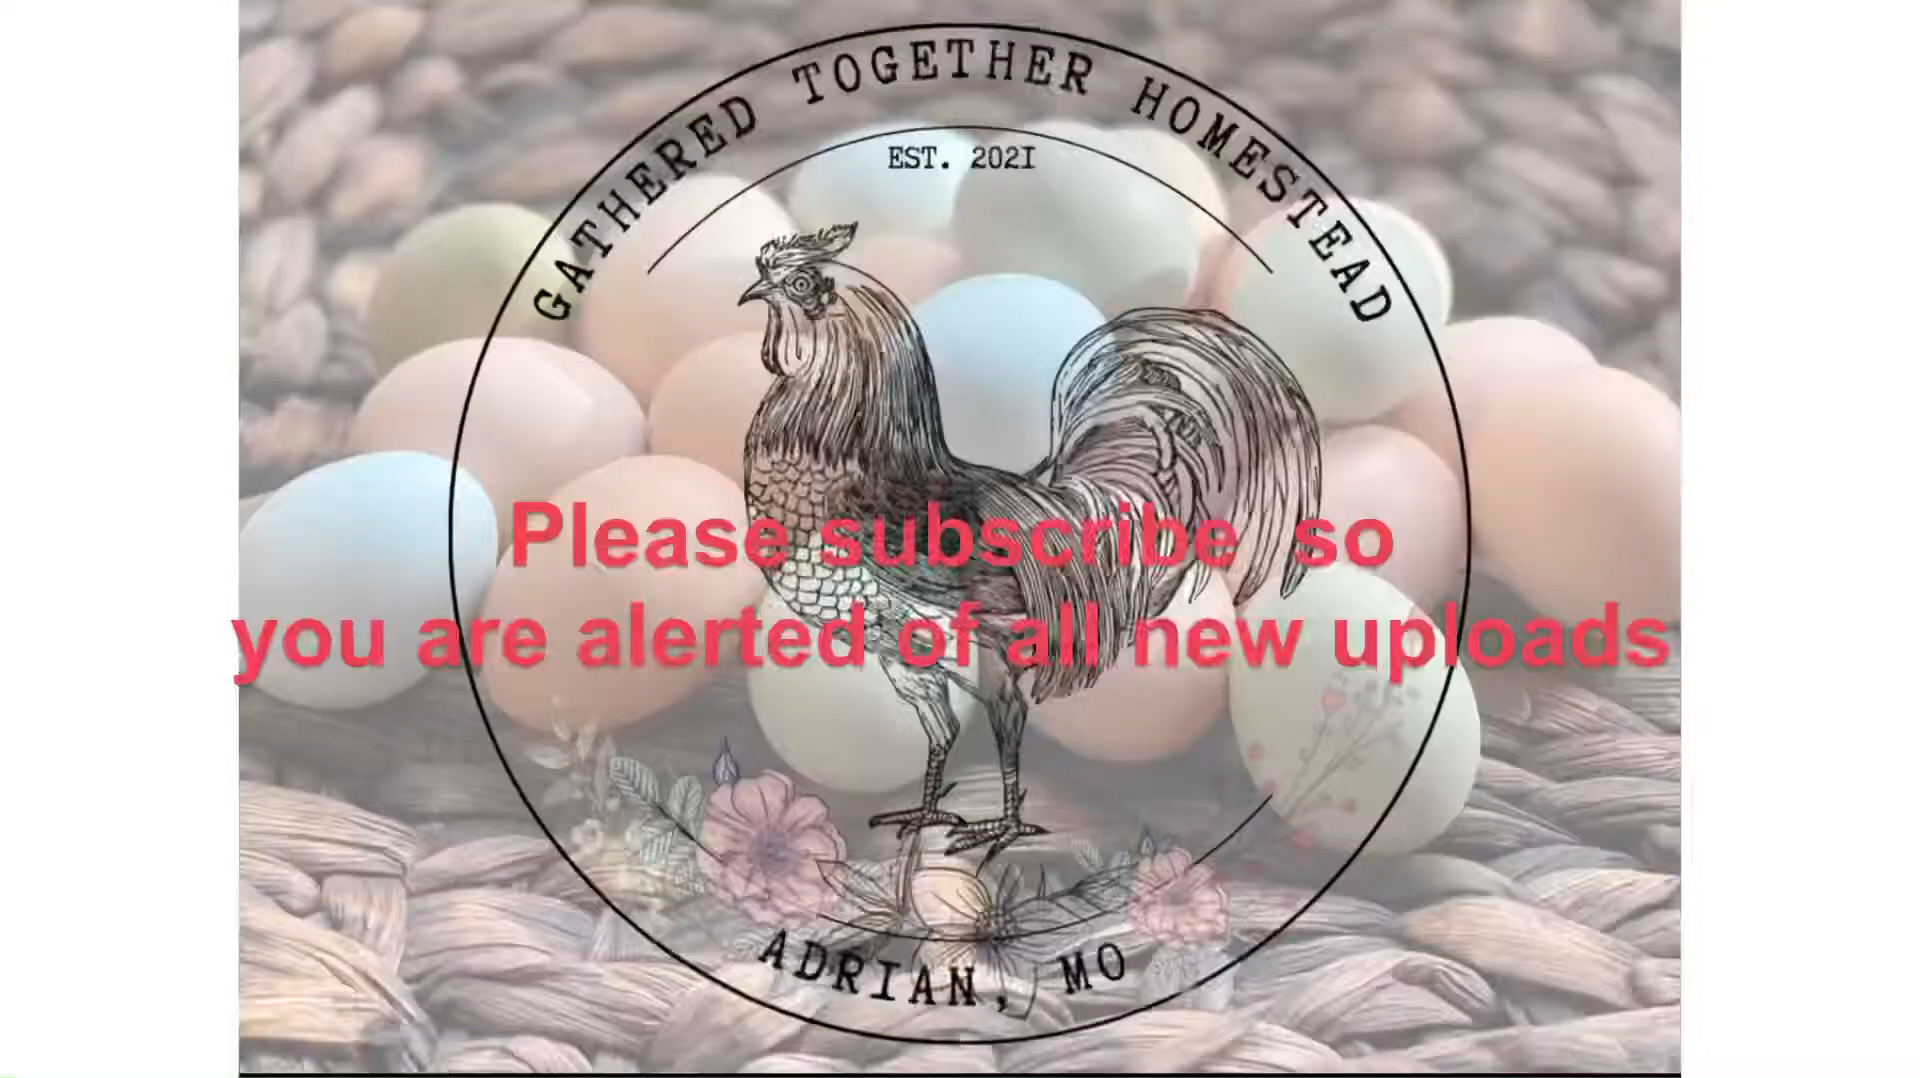 GATHERED TOGETHER HOMESTEAD
EST. 2021
Please subscribe so
you are alerted of all new uploads
ADRIAN, MO